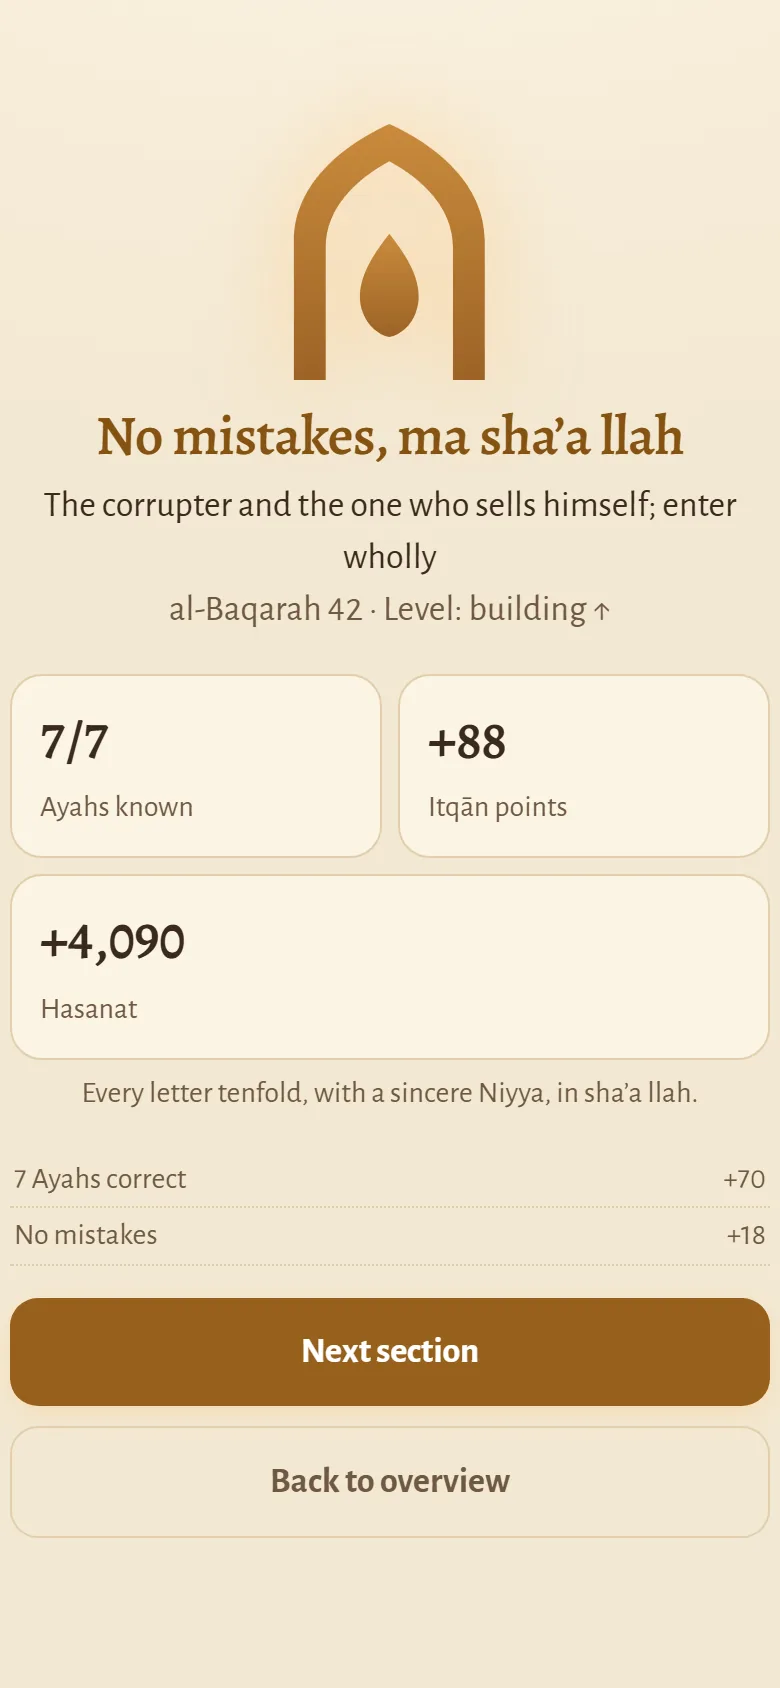 No mistakes, ma sha’a llah
The corrupter and the one who sells himself; enter
wholly
al-Baqarah 42 · Level: building ↑
7/7
Ayahs known
+88
Itqān points
+4,090
Hasanat
Every letter tenfold, with a sincere Niyya, in sha’a llah.
7 Ayahs correct +70
No mistakes +18
Next section
Back to overview